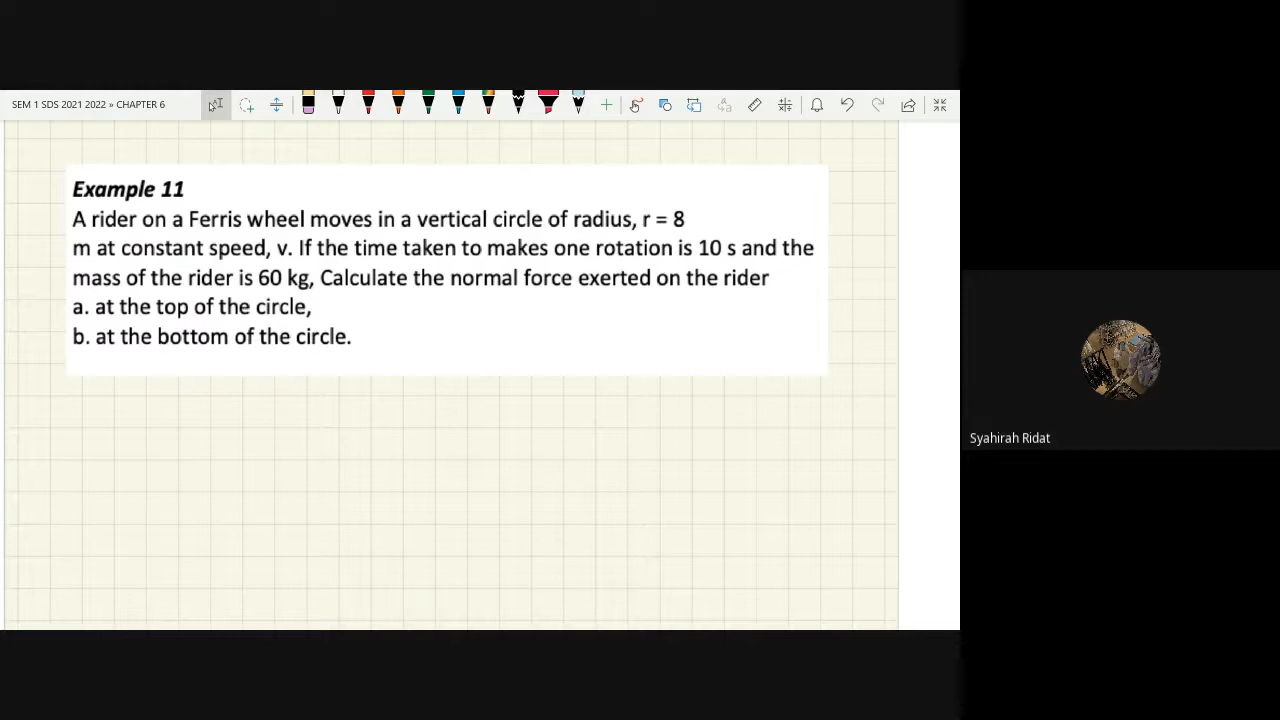 SEM 1 SDS 2021 2022 » CHAPTER 6
Example 11
A rider on a Ferris wheel moves in a vertical circle of radius, r = 8
m at constant speed, v. If the time taken to makes one rotation is 10 s and the
mass of the rider is 60 kg, Calculate the normal force exerted on the rider
a. at the top of the circle,
b. at the bottom of the circle.
Syahirah Ridat